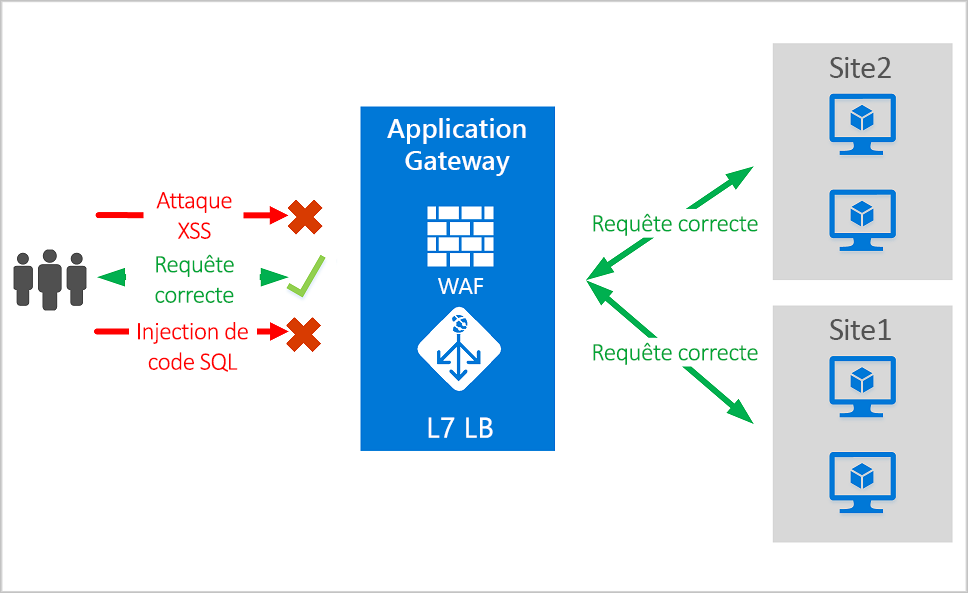 Attaque
XSS
Requête
correcte
Injection de
code SQL
Application
Gateway
WAF
L7 LB
Requête correcte
Requête correcte
Site2
Site1